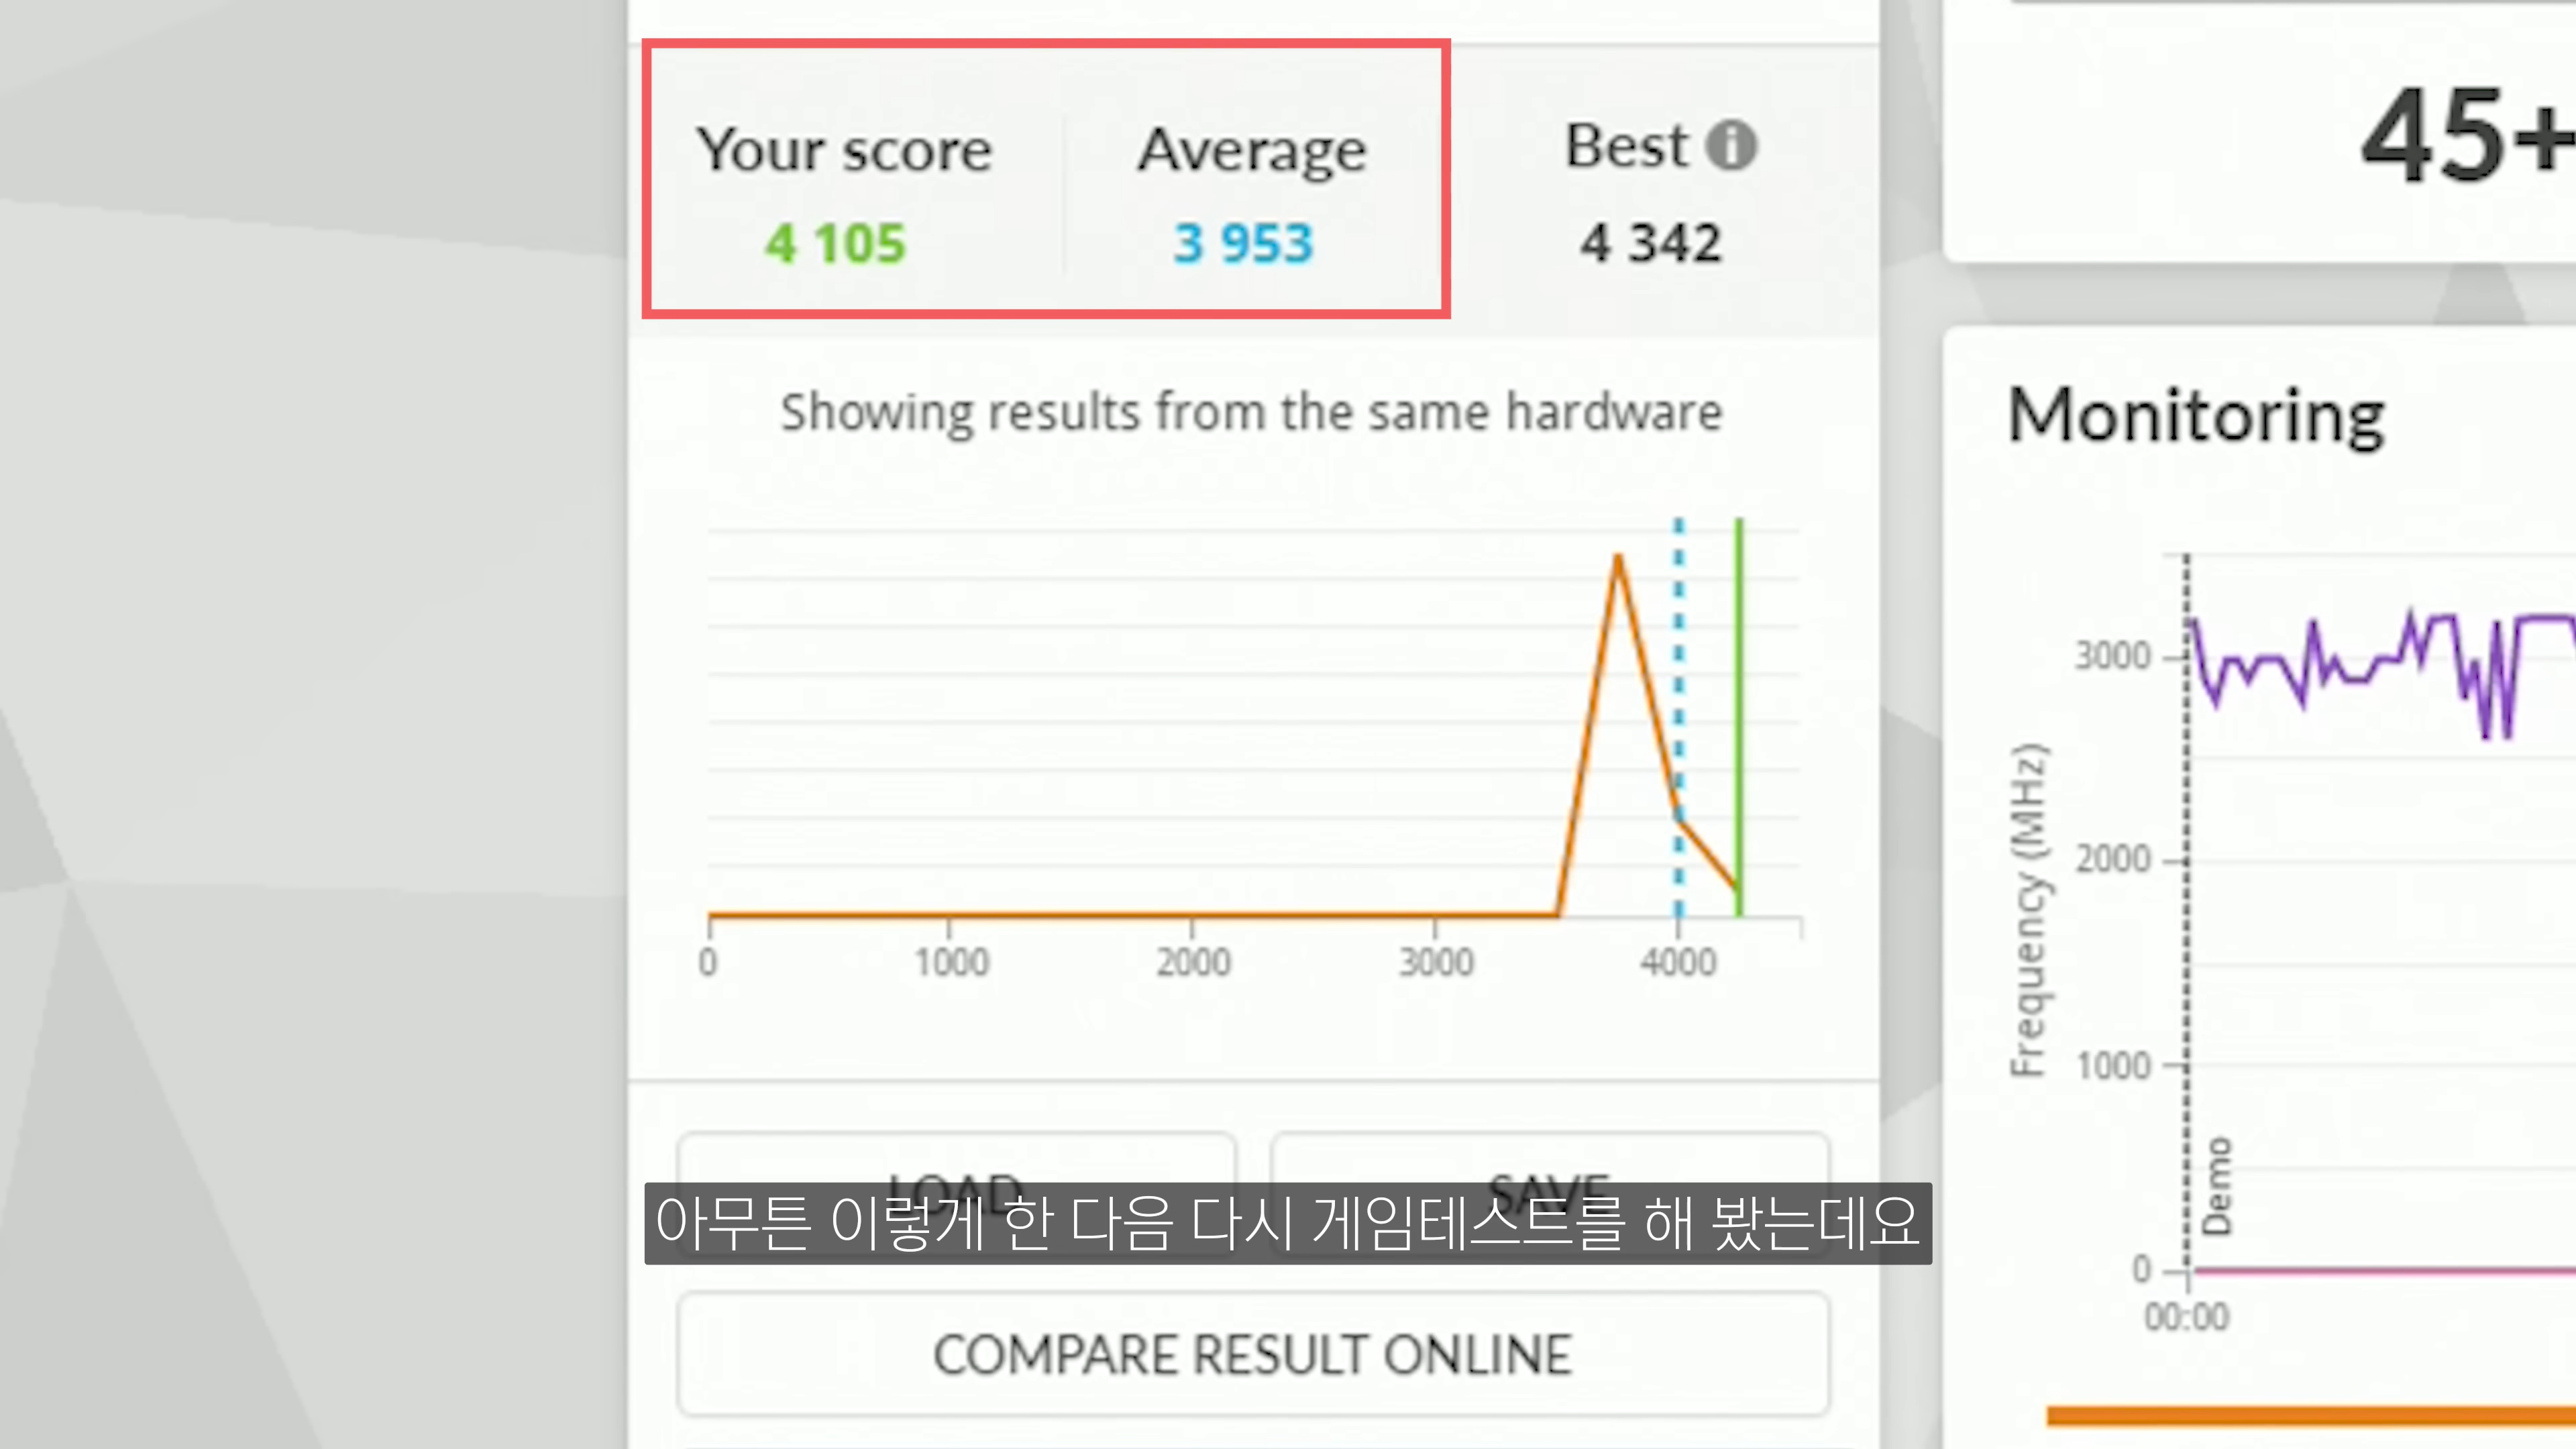 Your score
Average
Best
4 105
3 953
4 342
45+
Showing results from the same hardware
0
1000
2000
3000
4000
Monitoring
Frequency (MHz)
3000
2000
1000
0
Demo
00:00
LOAD
SAVE
아무튼 이렇게 한 다음 다시 게임테스트를 해 봤는데요
COMPARE RESULT ONLINE